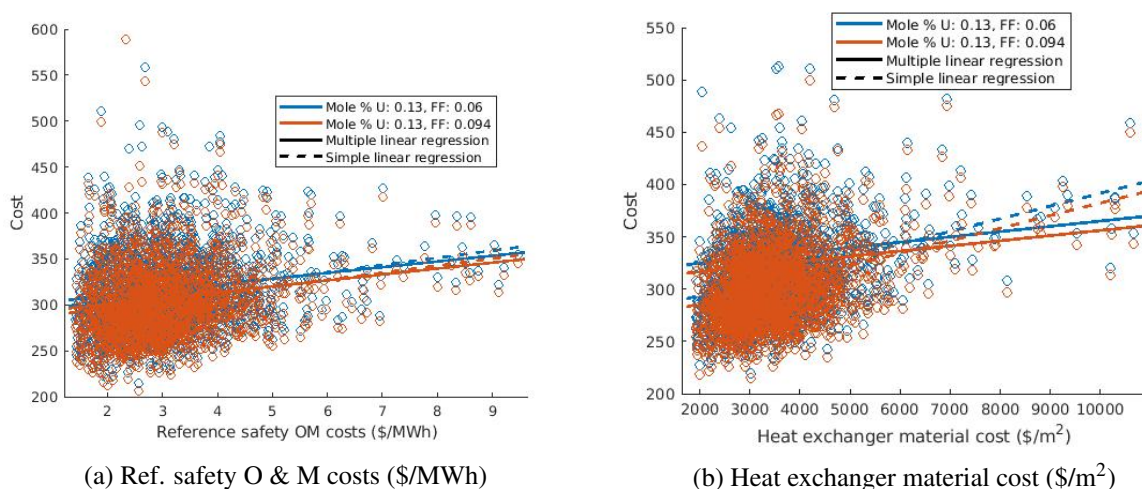 600
550
500
450
400
350
300
250
200
Cost
Mole % U: 0.13, FF: 0.06
Mole % U: 0.13, FF: 0.094
Multiple linear regression
Simple linear regression
2 3 4 5 6 7 8 9
Reference safety OM costs ($/MWh)
(a) Ref. safety O & M costs ($/MWh)
550
500
450
400
350
300
250
200
Cost
Mole % U: 0.13, FF: 0.06
Mole % U: 0.13, FF: 0.094
Multiple linear regression
Simple linear regression
2000 3000 4000 5000 6000 7000 8000 9000 10000
Heat exchanger material cost ($/m²)
(b) Heat exchanger material cost ($/m²)